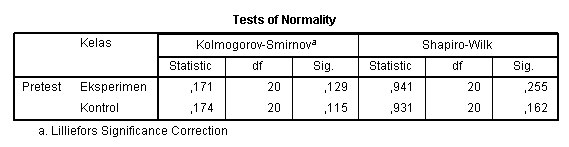 Tests of Normality
Kelas Kolmogorov-Smirnovᵃ Shapiro-Wilk
Statistic df Sig. Statistic df Sig.
Pretest Eksperimen ,171 20 ,129 ,941 20 ,255
Kontrol ,174 20 ,115 ,931 20 ,162
a. Lilliefors Significance Correction